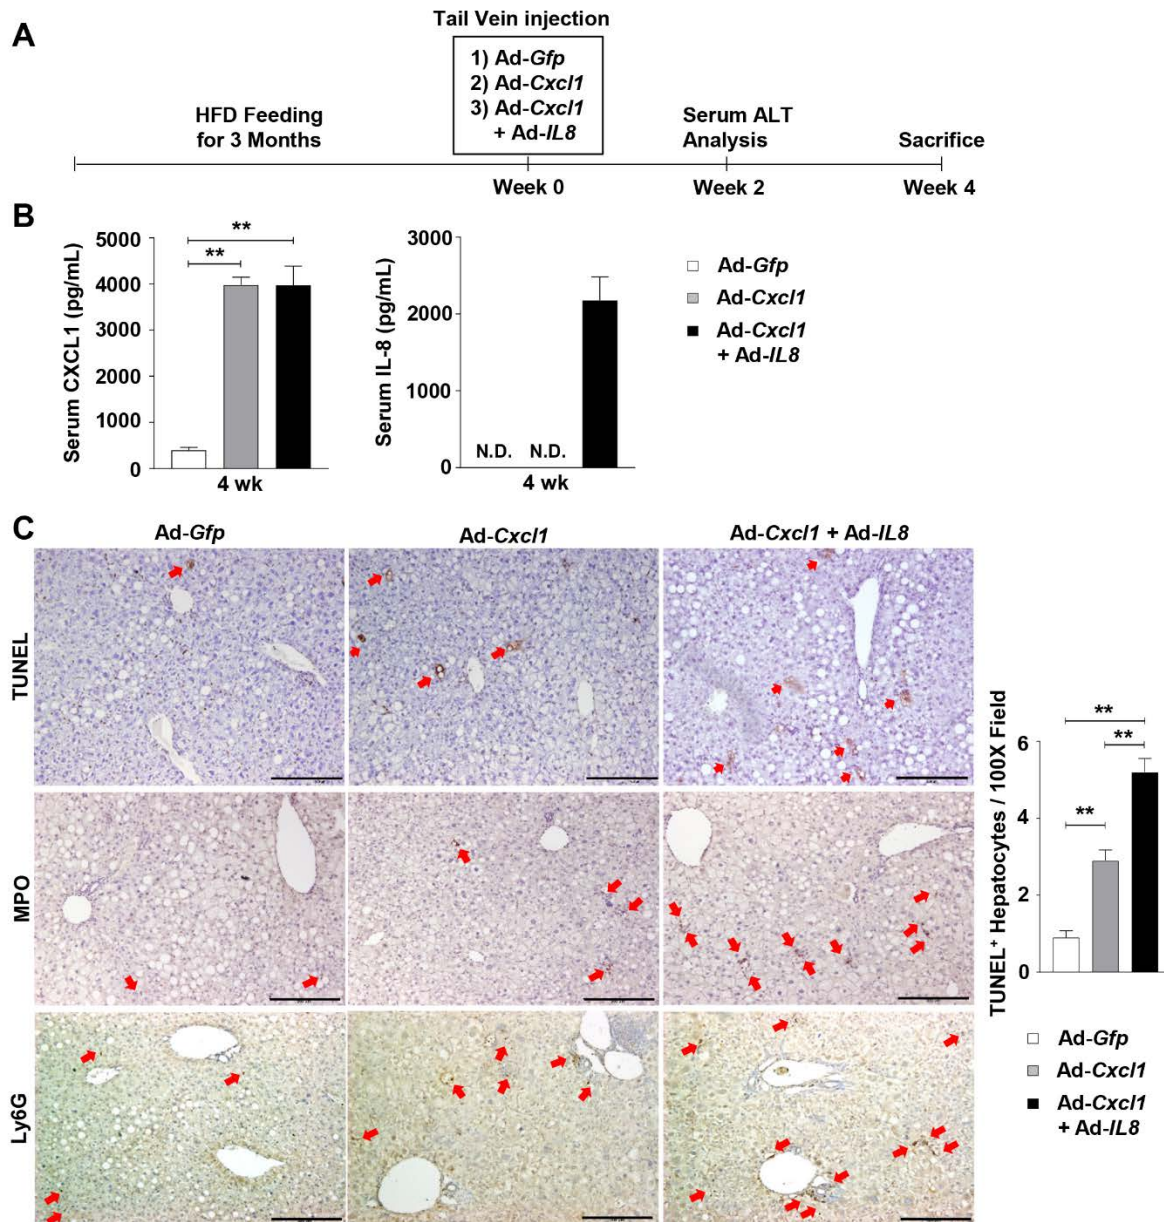 A
Tail Vein injection
1) Ad-Gfp
2) Ad-Cxcl1
3) Ad-Cxcl1
+ Ad-IL8
HFD Feeding
for 3 Months
Serum ALT
Analysis
Sacrifice
Week 0
Week 2
Week 4
B
Serum CXCL1 (pg/mL)
5000
4000
3000
2000
1000
0
**
**
4 wk
Serum IL-8 (pg/mL)
3000
2000
1000
0
N.D.
N.D.
4 wk
Ad-Gfp
Ad-Cxcl1
Ad-Cxcl1
+ Ad-IL8
C
Ad-Gfp
Ad-Cxcl1
Ad-Cxcl1 + Ad-IL8
TUNEL
MPO
Ly6G
TUNEL+ Hepatocytes / 100X Field
6
4
2
0
**
**
**
Ad-Gfp
Ad-Cxcl1
Ad-Cxcl1
+ Ad-IL8